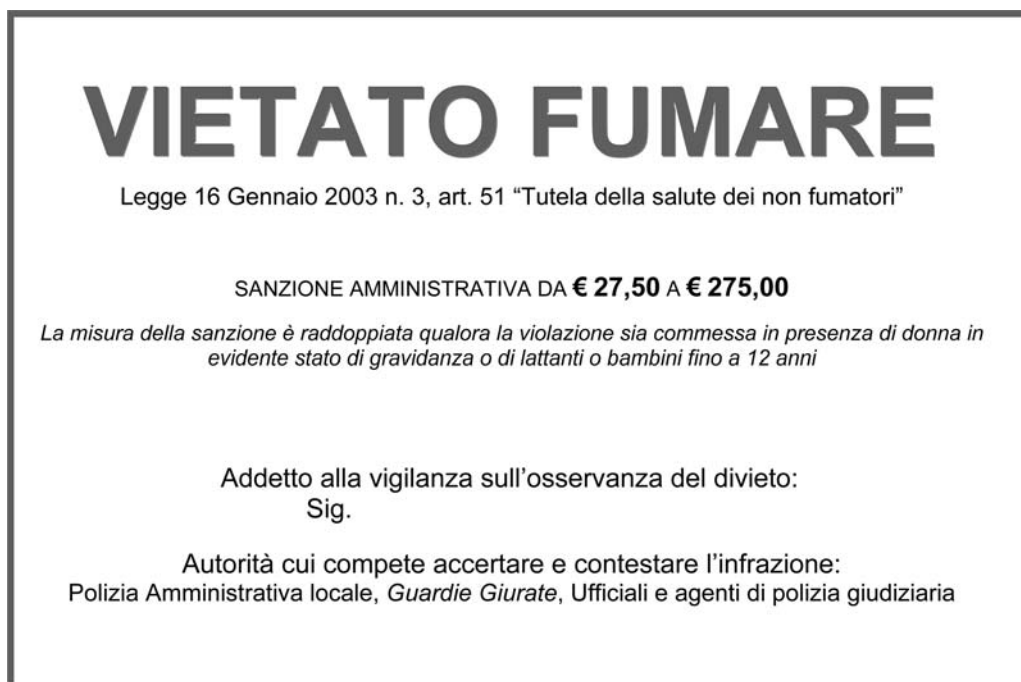 VIETATO FUMARE
Legge 16 Gennaio 2003 n. 3, art. 51 “Tutela della salute dei non fumatori”
SANZIONE AMMINISTRATIVA DA € 27,50 A € 275,00
La misura della sanzione è raddoppiata qualora la violazione sia commessa in presenza di donna in
evidente stato di gravidanza o di lattanti o bambini fino a 12 anni
Addetto alla vigilanza sull’osservanza del divieto:
Sig.
Autorità cui compete accertare e contestare l’infrazione:
Polizia Amministrativa locale, Guardie Giurate, Ufficiali e agenti di polizia giudiziaria